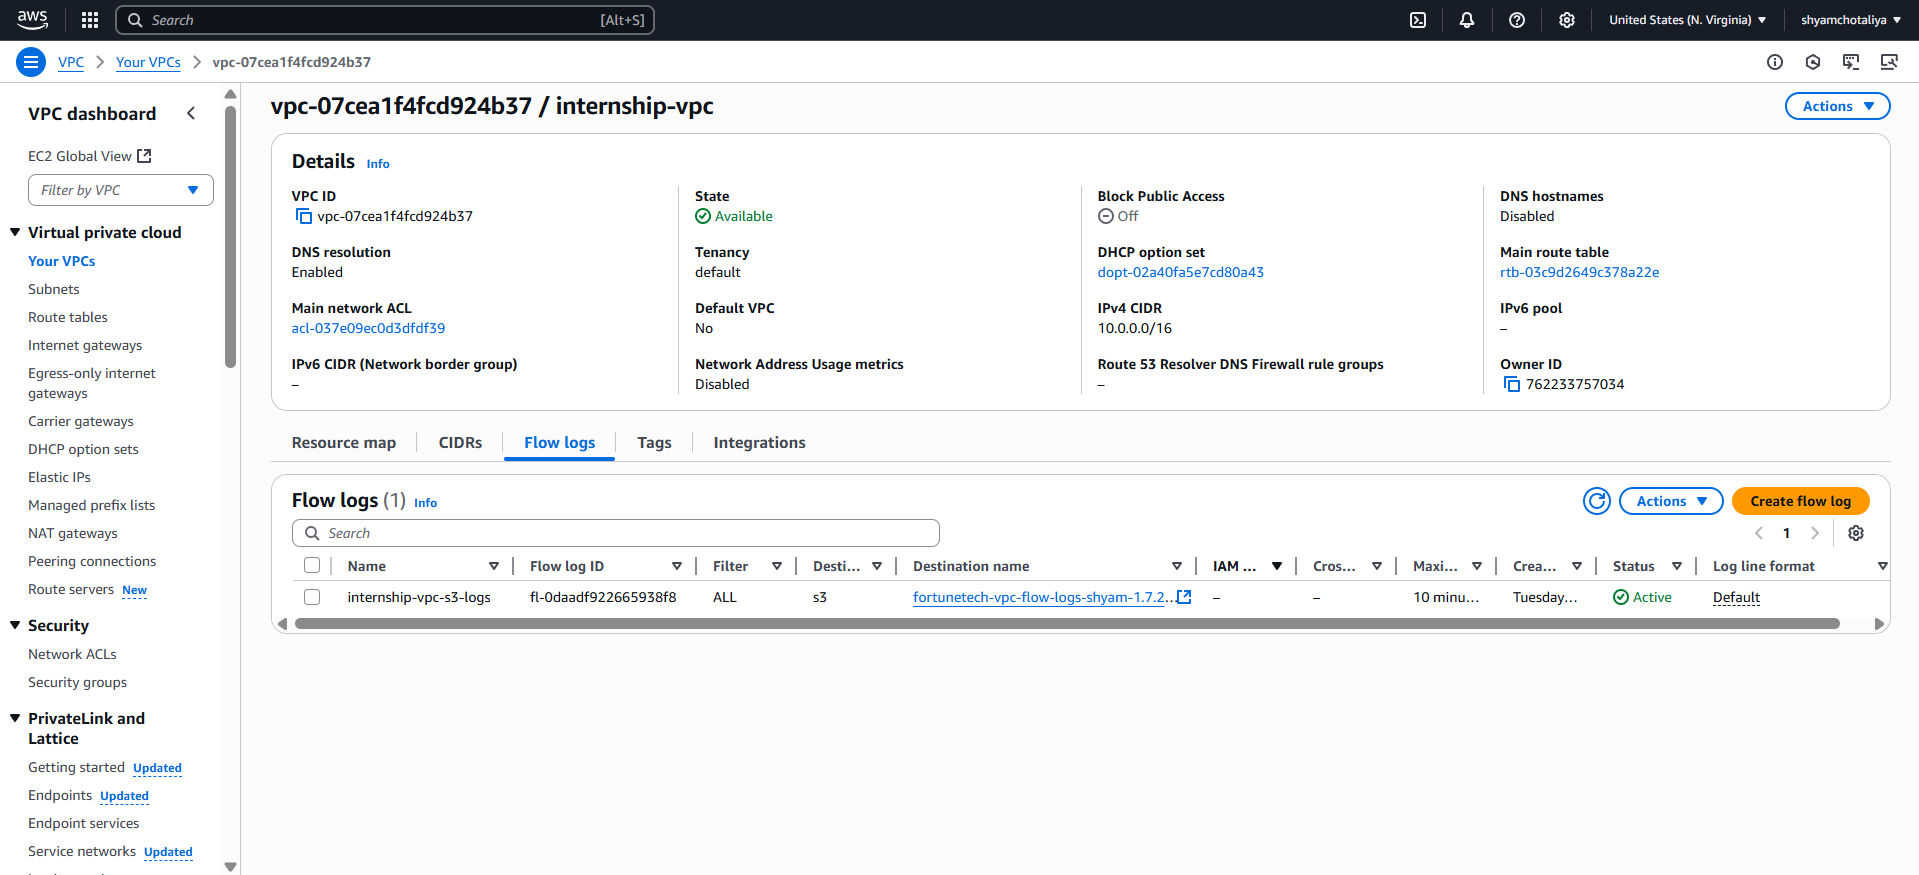 aws
Search [Alt+S]
United States (N. Virginia)
shyamchotaliya
VPC
Your VPCs
vpc-07cea1f4fcd924b37
VPC dashboard
EC2 Global View
Filter by VPC
Virtual private cloud
Your VPCs
Subnets
Route tables
Internet gateways
Egress-only internet
gateways
Carrier gateways
DHCP option sets
Elastic IPs
Managed prefix lists
NAT gateways
Peering connections
Route servers New
Security
Network ACLs
Security groups
PrivateLink and
Lattice
Getting started Updated
Endpoints Updated
Endpoint services
Service networks Updated
vpc-07cea1f4fcd924b37 / internship-vpc
Actions
Details Info
VPC ID
vpc-07cea1f4fcd924b37
State
Available
Block Public Access
Off
DNS hostnames
Disabled
DNS resolution
Enabled
Tenancy
default
DHCP option set
dopt-02a40fa5e7cd80a43
Main route table
rtb-03c9d2649c378a22e
Main network ACL
acl-037e09ec0d3dfdf39
Default VPC
No
IPv4 CIDR
10.0.0.0/16
IPv6 pool
–
IPv6 CIDR (Network border group)
–
Network Address Usage metrics
Disabled
Route 53 Resolver DNS Firewall rule groups
–
Owner ID
762233757034
Resource map
CIDRs
Flow logs
Tags
Integrations
Flow logs (1) Info
Actions
Create flow log
Search
1
Name Flow log ID Filter Desti... Destination name IAM ... Cros... Maxi... Crea... Status Log line format
internship-vpc-s3-logs fl-0daadf922665938f8 ALL s3 fortunetech-vpc-flow-logs-shyam-1.7.2... – – 10 minu... Tuesday... Active Default